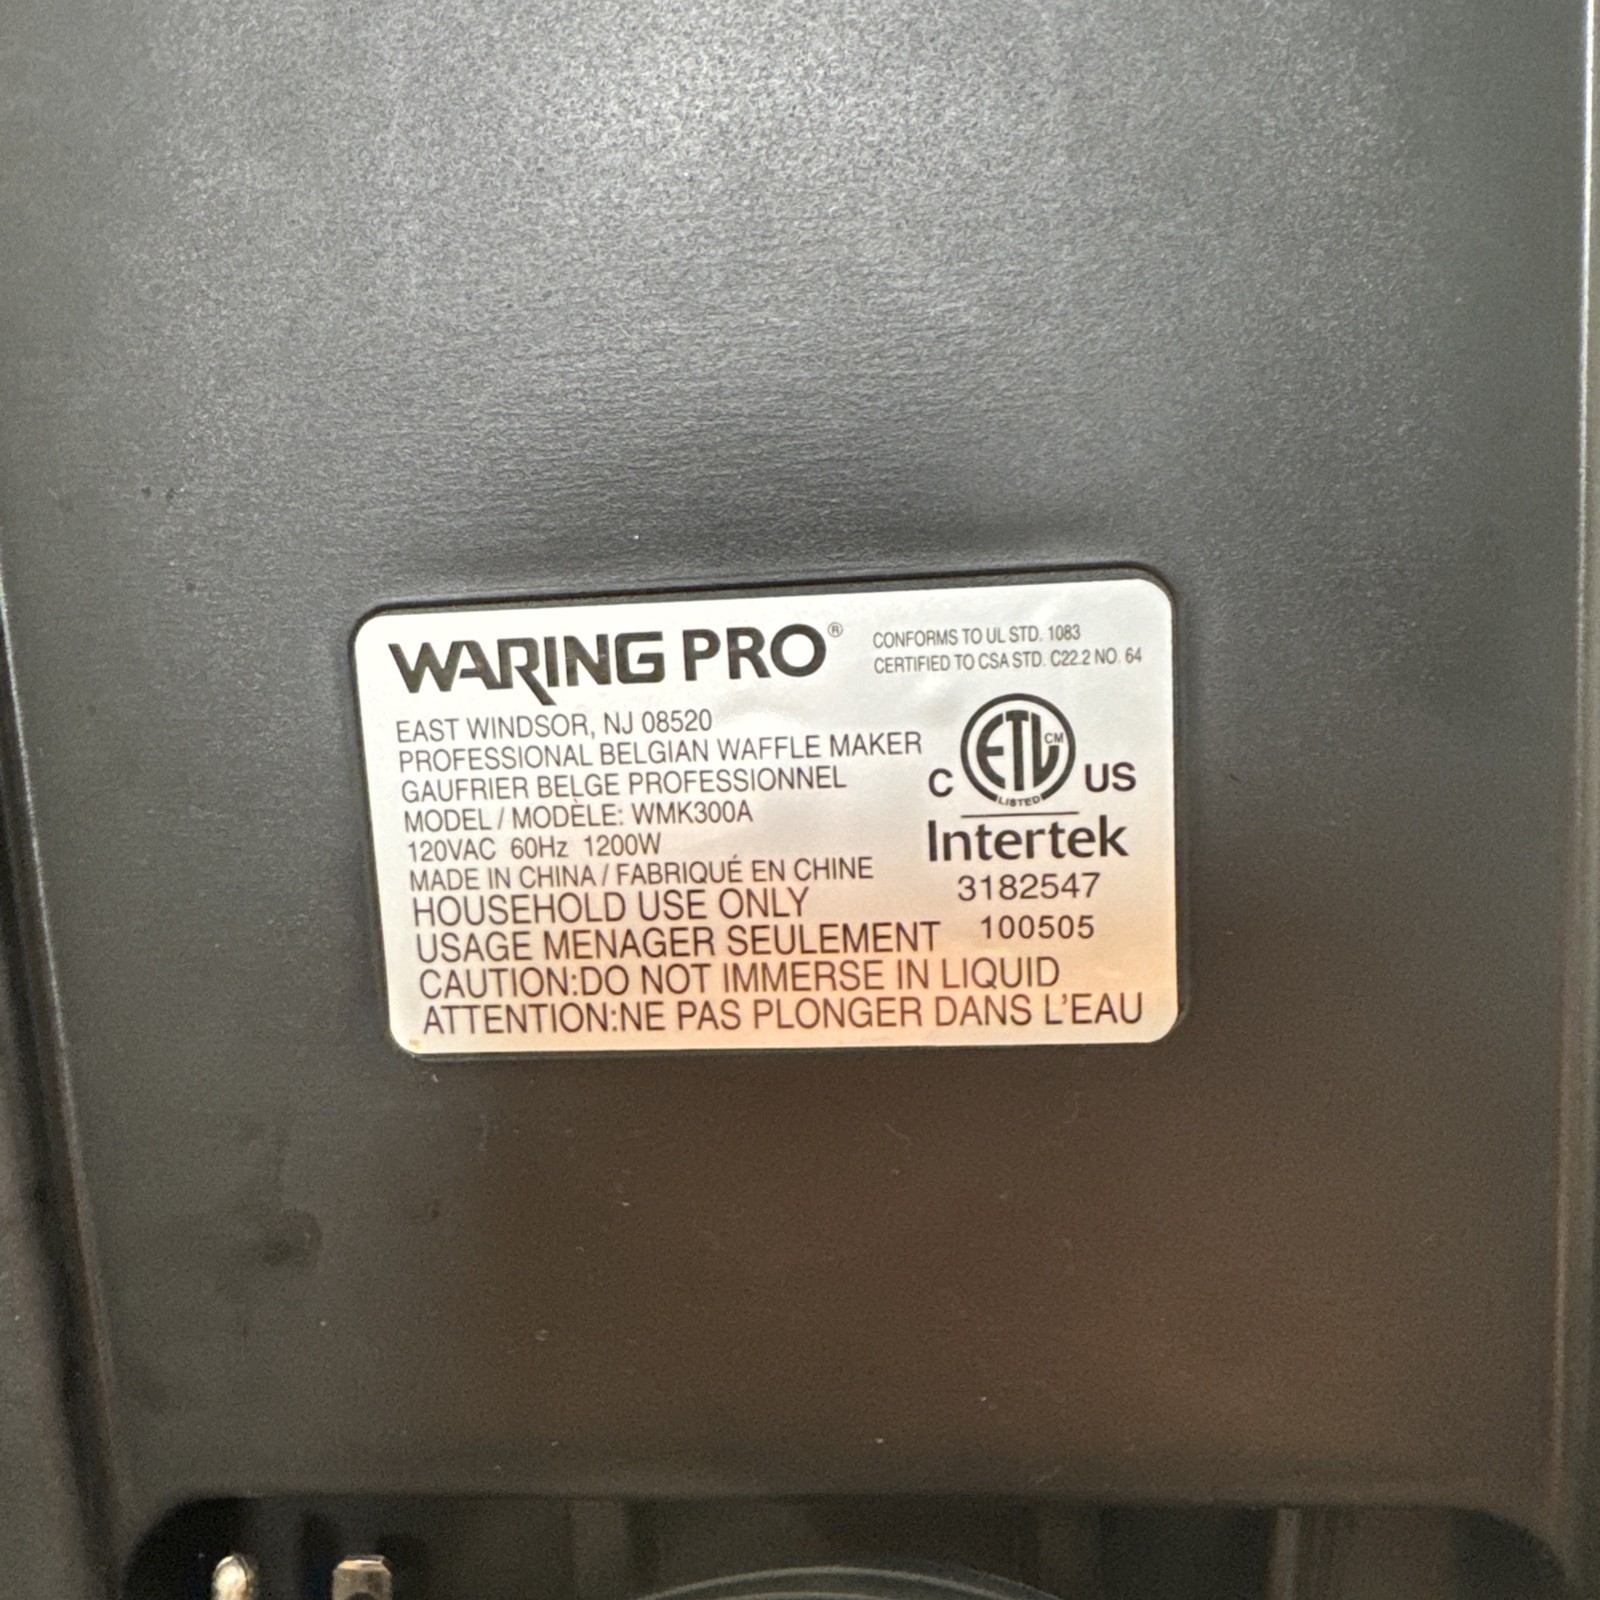 WARING PRO®
CONFORMS TO UL STD. 1083
CERTIFIED TO CSA STD. C22.2 NO. 64
EAST WINDSOR, NJ 08520
PROFESSIONAL BELGIAN WAFFLE MAKER
GAUFRIER BELGE PROFESSIONNEL
MODEL / MODÈLE: WMK300A
120VAC 60Hz 1200W
MADE IN CHINA / FABRIQUÉ EN CHINE
HOUSEHOLD USE ONLY
USAGE MENAGER SEULEMENT
CAUTION:DO NOT IMMERSE IN LIQUID
ATTENTION:NE PAS PLONGER DANS L'EAU
C ETL CM US
LISTED
Intertek
3182547
100505